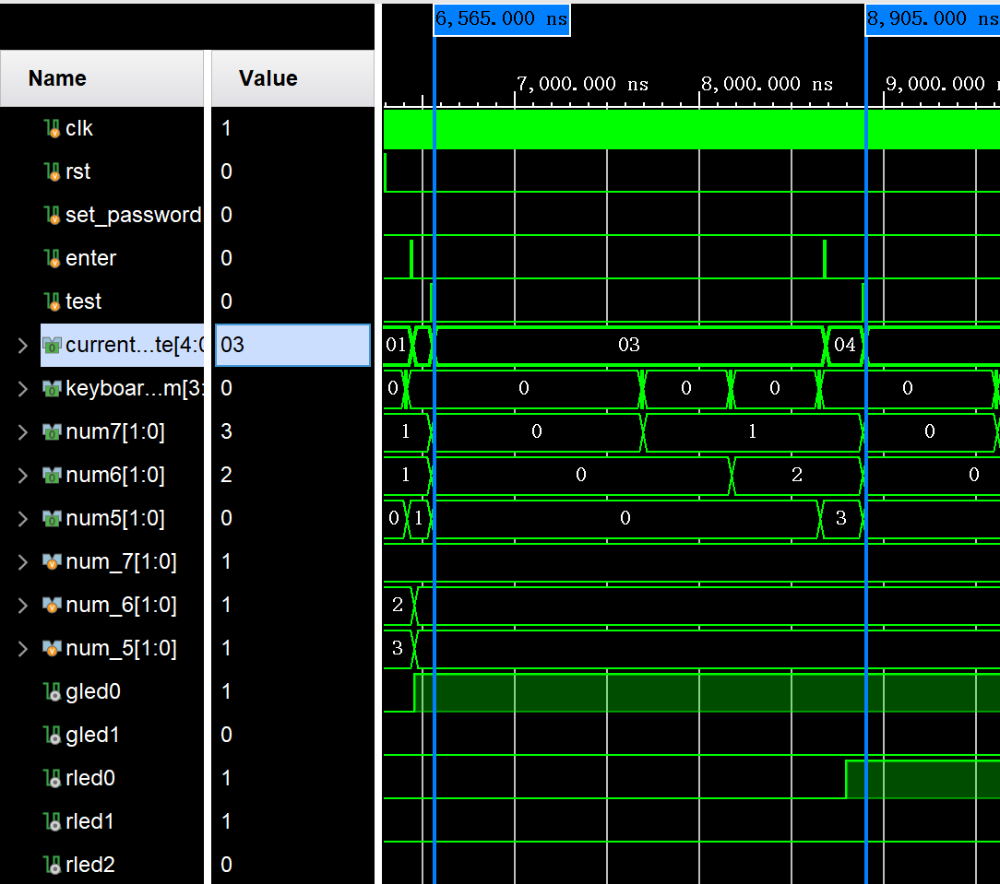 6,565.000 ns 8,905.000 ns
Name Value 7,000.000 ns 8,000.000 ns 9,000.000
clk 1
rst 0
set_password 0
enter 0
test 0
current...te[4:0 03 01 03 04
keyboar...m[3: 0 0 0 0 0 0
num7[1:0] 3 1 0 1 0
num6[1:0] 2 1 0 2 0
num5[1:0] 0 0 1 0 3
num_7[1:0] 1
num_6[1:0] 1 2
num_5[1:0] 1 3
gled0 1
gled1 0
rled0 1
rled1 1
rled2 0